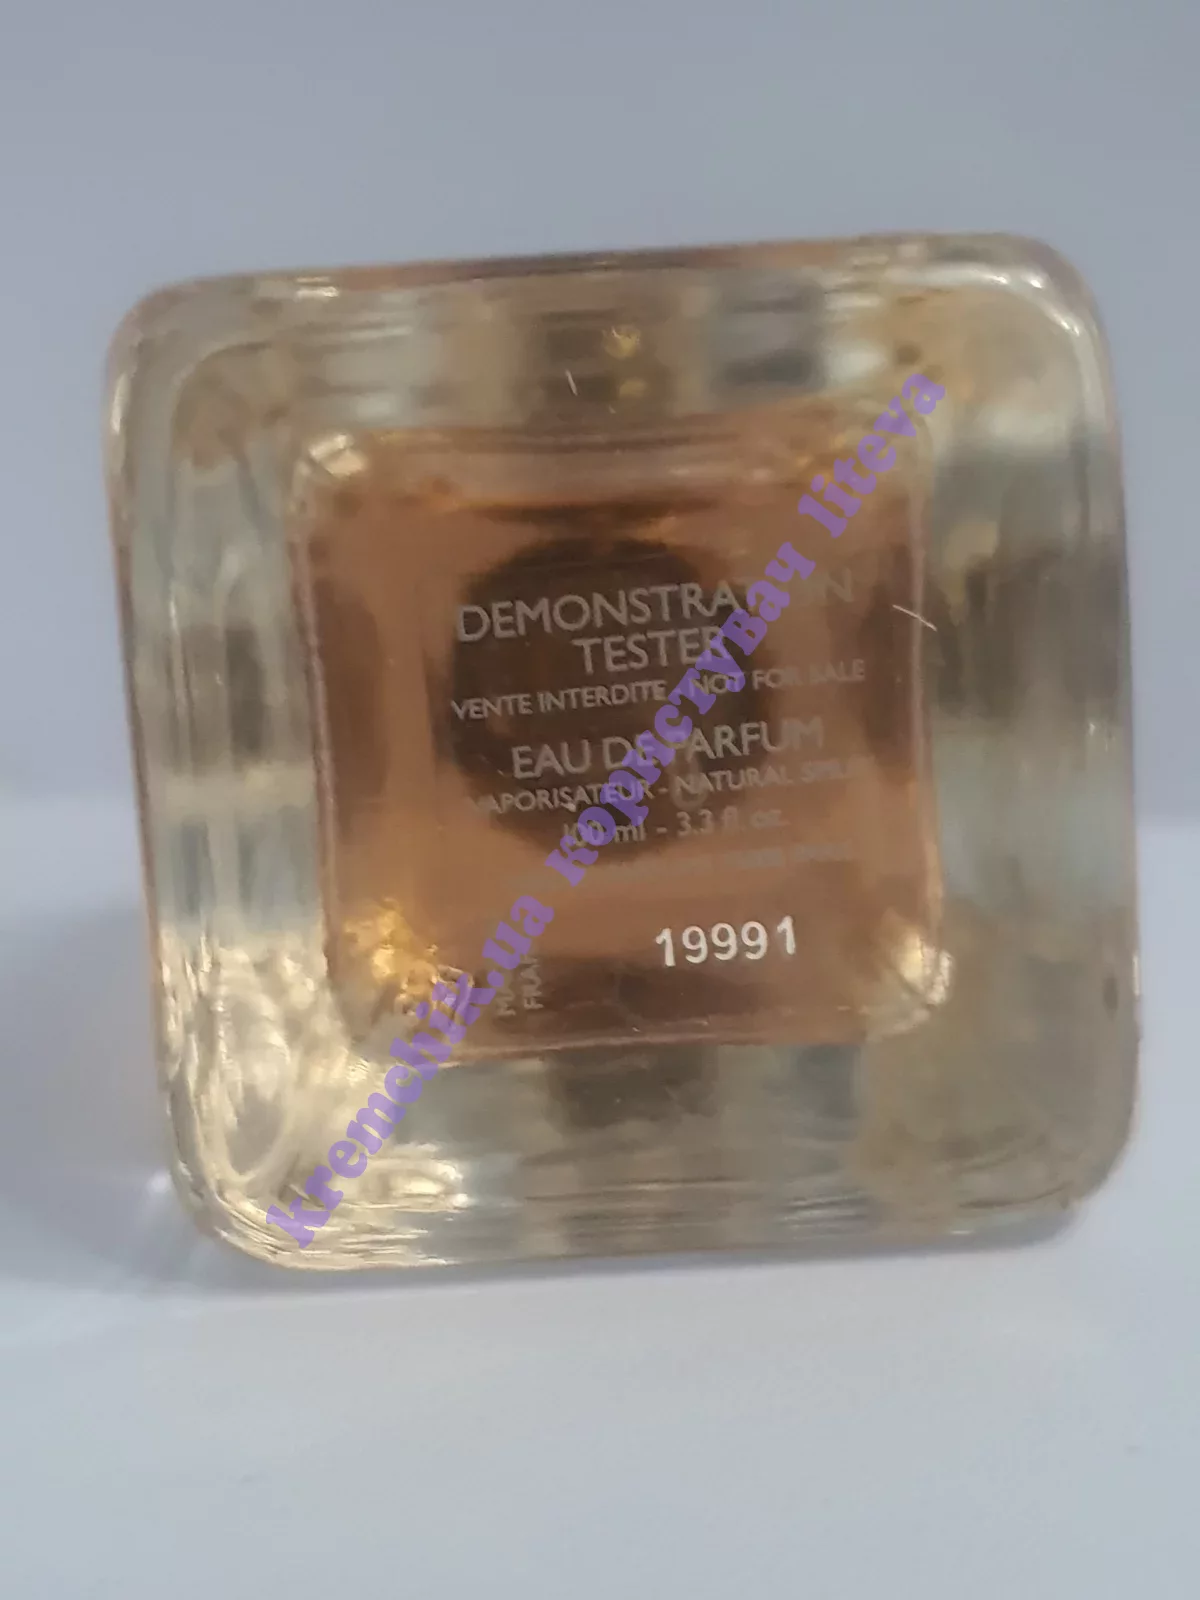 DEMONSTRATION
TESTER
VENTE INTERDITE - NOT FOR SALE
EAU DE PARFUM
VAPORISATEUR - NATURAL SPRAY
100 ml - 3.3 fl. oz.
19991
kremchik.ua користувач liteva